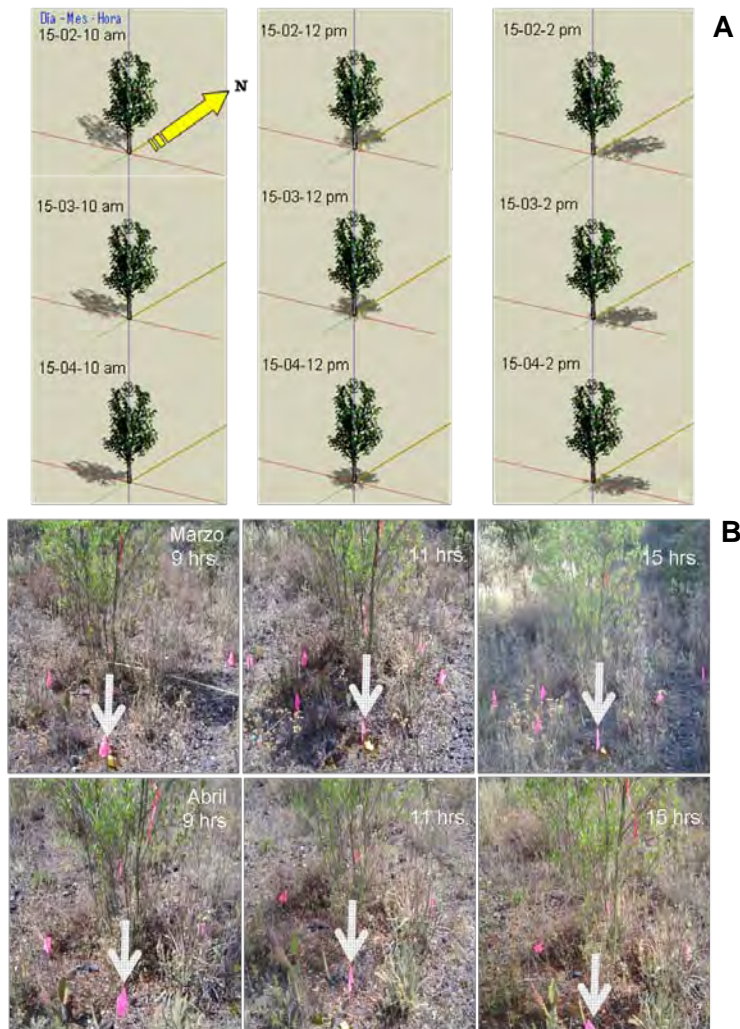 A
Día - Mes - Hora
15-02-10 am
N
15-02-12 pm
15-02-2 pm
15-03-10 am
15-03-12 pm
15-03-2 pm
15-04-10 am
15-04-12 pm
15-04-2 pm
B
Marzo
9 hrs.
11 hrs.
15 hrs.
Abril
9 hrs
11 hrs.
15 hrs.